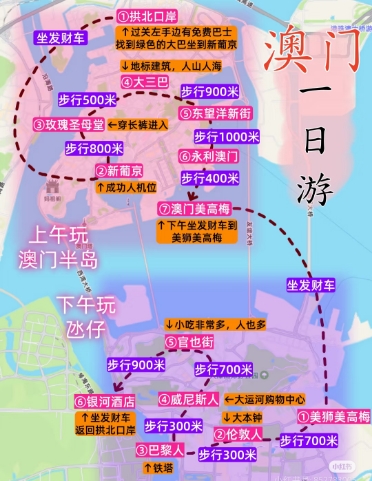 澳门
一日游
①拱北口岸
↑过关左手边有免费巴士
找到绿色的大巴坐到新葡京
坐发财车
↓地标建筑，人山人海
④大三巴
步行500米
步行900米
③玫瑰圣母堂
←穿长裤进入
⑤东望洋新街
步行800米
步行1000米
②新葡京
↑成功人机位
⑥永利澳门
步行400米
⑦澳门美高梅
↑下午坐发财车到
美狮美高梅
上午玩
澳门半岛
坐发财车
下午玩
氹仔
↓小吃非常多，人也多
⑤官也街
步行900米
步行700米
⑥银河酒店
④威尼斯人
←大运河购物中心
↑坐发财车
返回拱北口岸
步行300米
↓大本钟
①美狮美高梅
②伦敦人
步行700米
③巴黎人
步行300米
↑铁塔
小红书